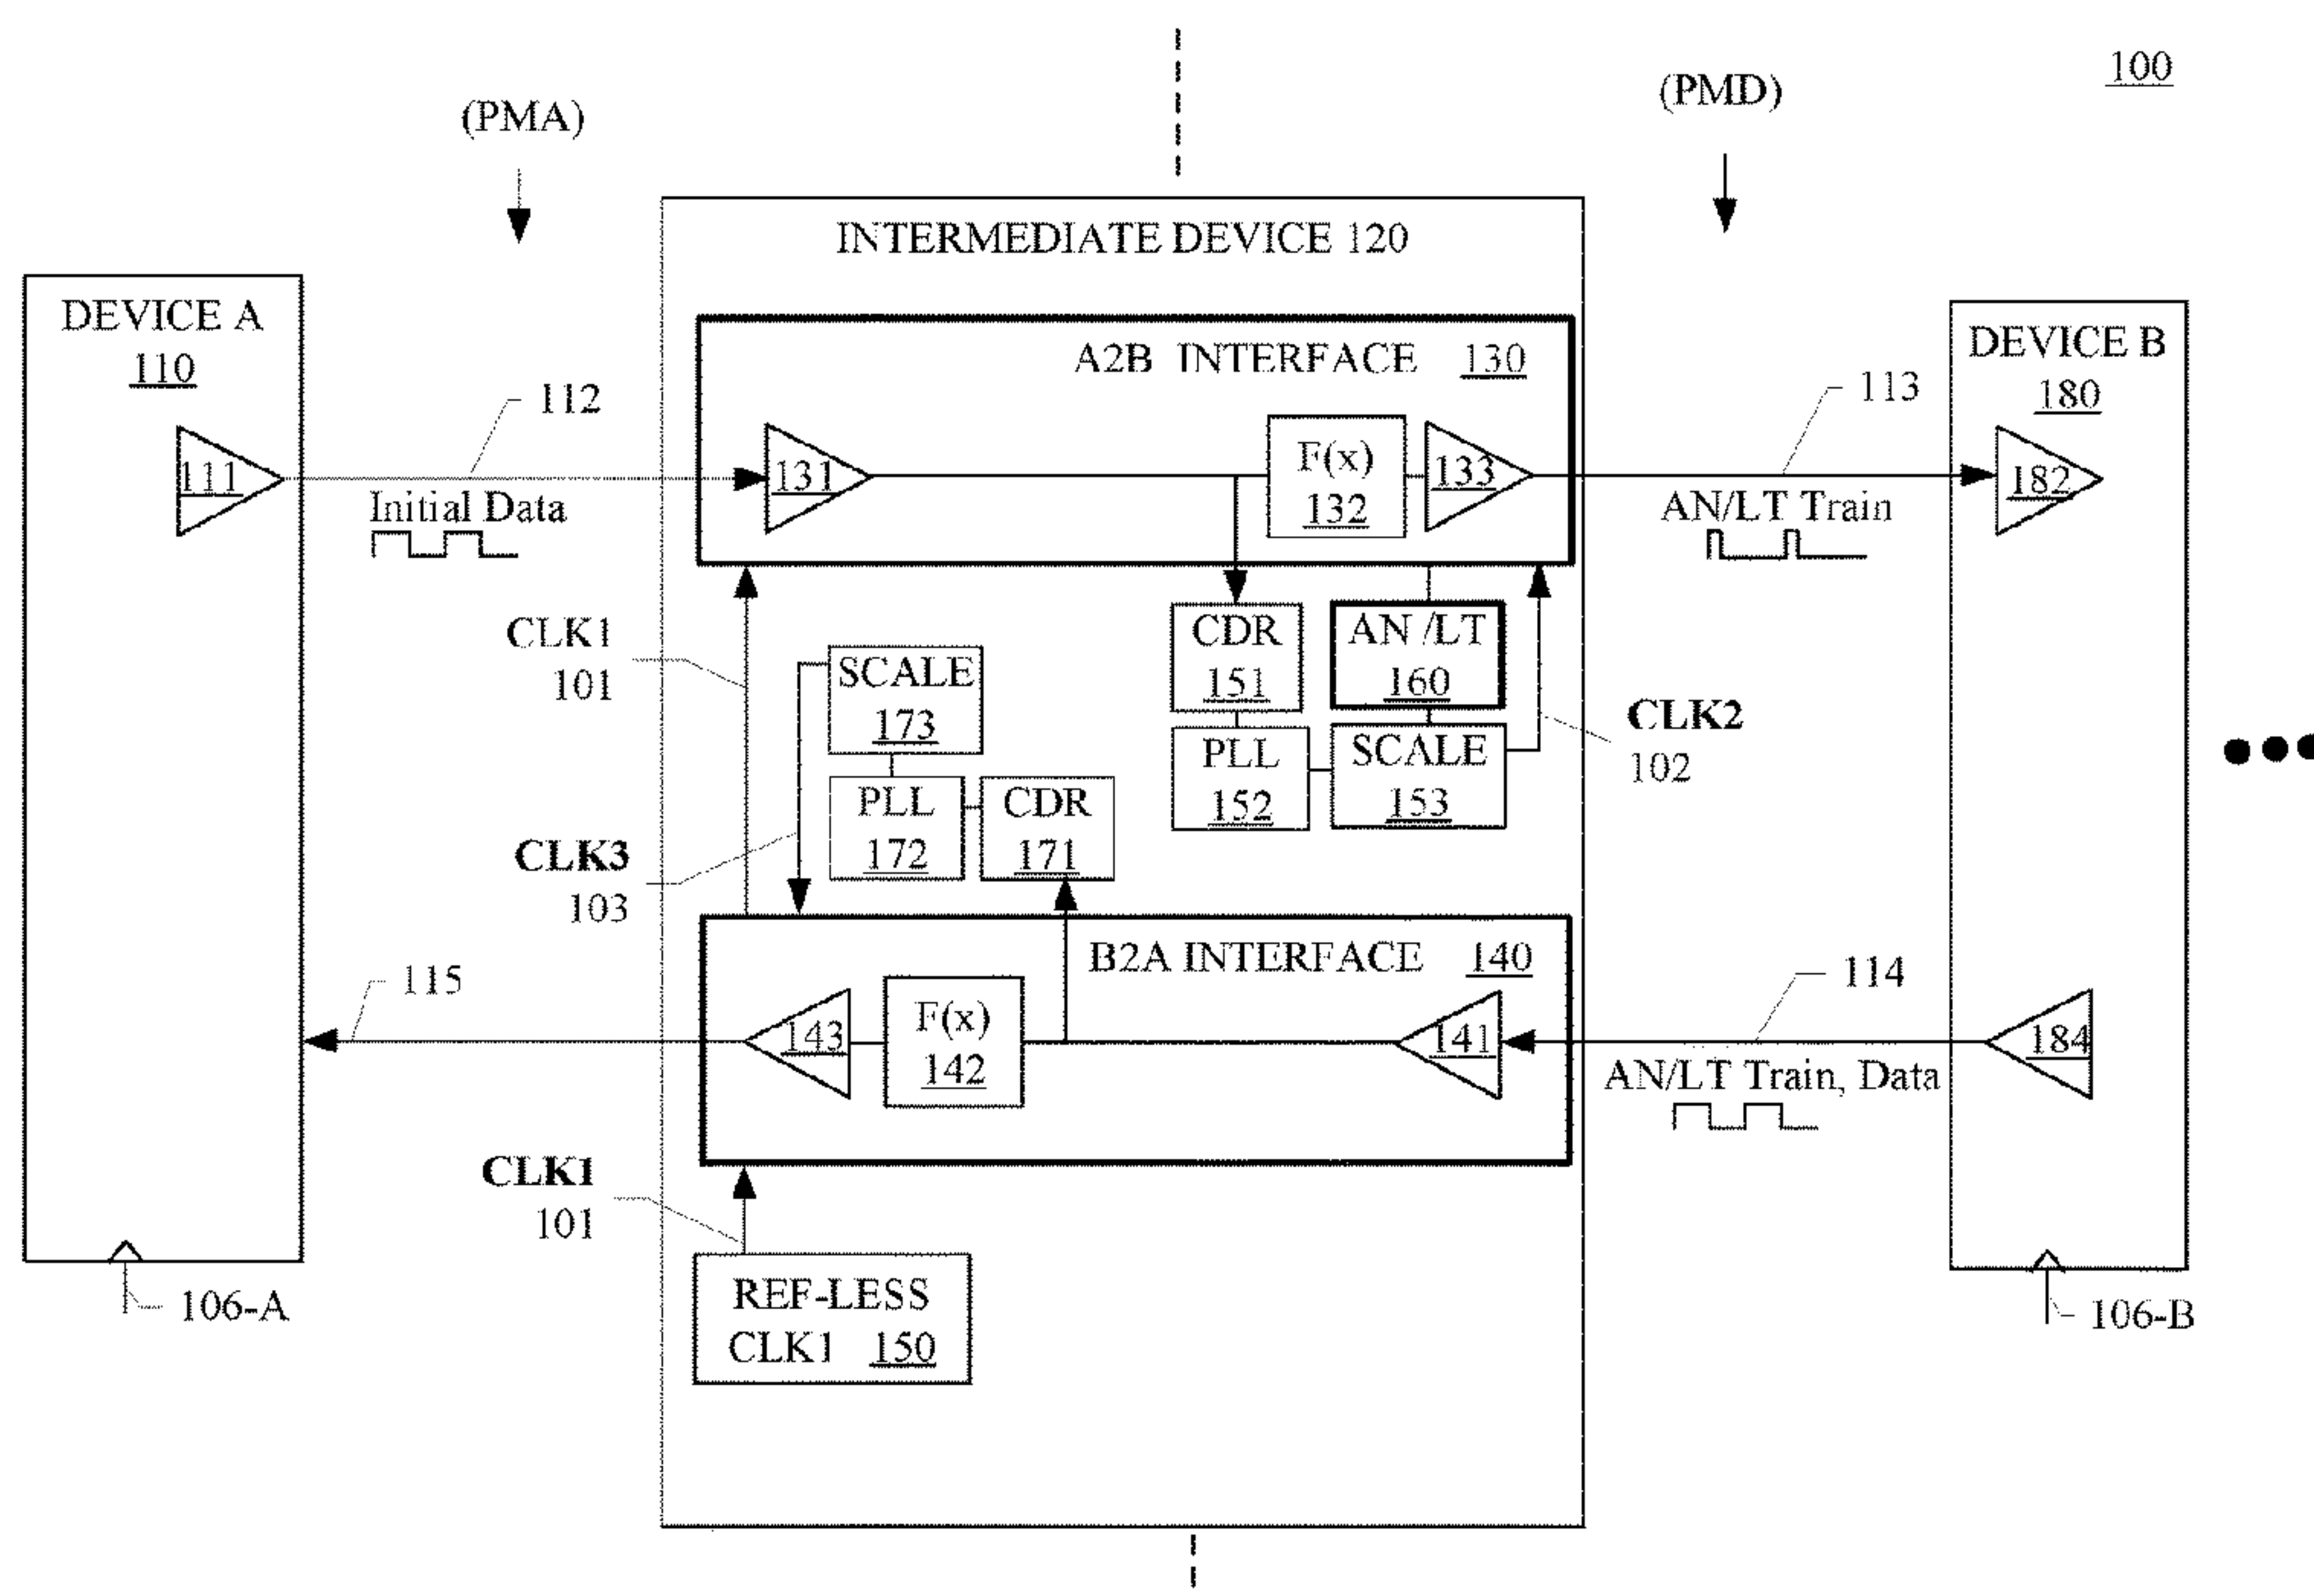 100
(PMA)
(PMD)
INTERMEDIATE DEVICE 120
DEVICE A
110
111
112
Initial Data
A2B INTERFACE 130
131
F(x)
132
133
113
AN/LT Train
DEVICE B
180
182
CLK1
101
SCALE
173
PLL
172
CDR
171
CLK3
103
CDR
151
AN /LT
160
PLL
152
SCALE
153
CLK2
102
B2A INTERFACE 140
143
F(x)
142
141
115
114
AN/LT Train, Data
184
CLK1
101
REF-LESS
CLK1 150
106-A
106-B